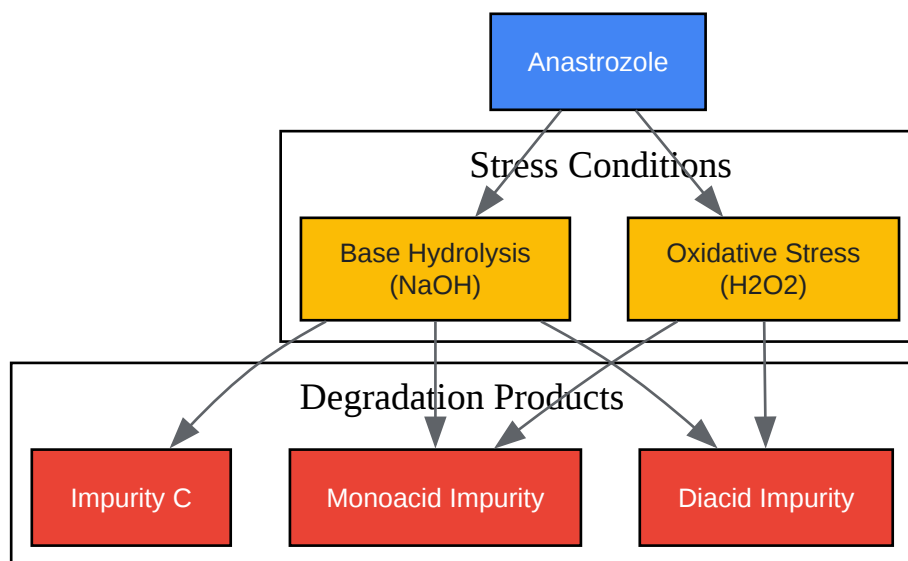 Anastrozole
Stress Conditions
Base Hydrolysis
(NaOH)
Oxidative Stress
(H2O2)
Degradation Products
Impurity C
Monoacid Impurity
Diacid Impurity